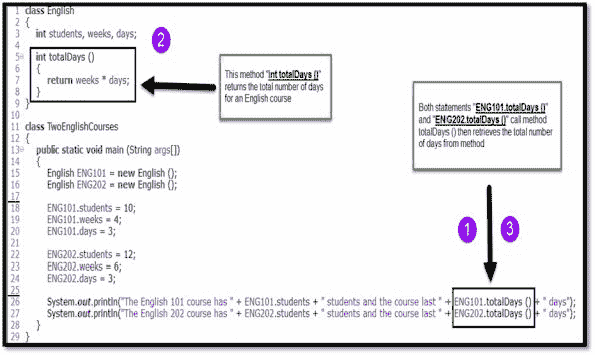 1 class English
2 {
3 int students, weeks, days;
4
5 int totalDays ()
6 {
7 return weeks * days;
8 }
9 }
10
11 class TwoEnglishCourses
12 {
13 public static void main (String args[])
14 {
15 English ENG101 = new English ();
16 English ENG202 = new English ();
17
18 ENG101.students = 10;
19 ENG101.weeks = 4;
20 ENG101.days = 3;
21
22 ENG202.students = 12;
23 ENG202.weeks = 6;
24 ENG202.days = 3;
25
26 System.out.println("The English 101 course has " + ENG101.students + " students and the course last " + ENG101.totalDays () + " days");
27 System.out.println("The English 202 course has " + ENG202.students + " students and the course last " + ENG202.totalDays () + " days");
28 }
29 }
2
This method "int totalDays ()"
returns the total number of days
for an English course
Both stattements "ENG101.totalDays ()"
and "ENG202.totalDays ()" call method
totalDays () then retrieves the total number
of days from method
1
3